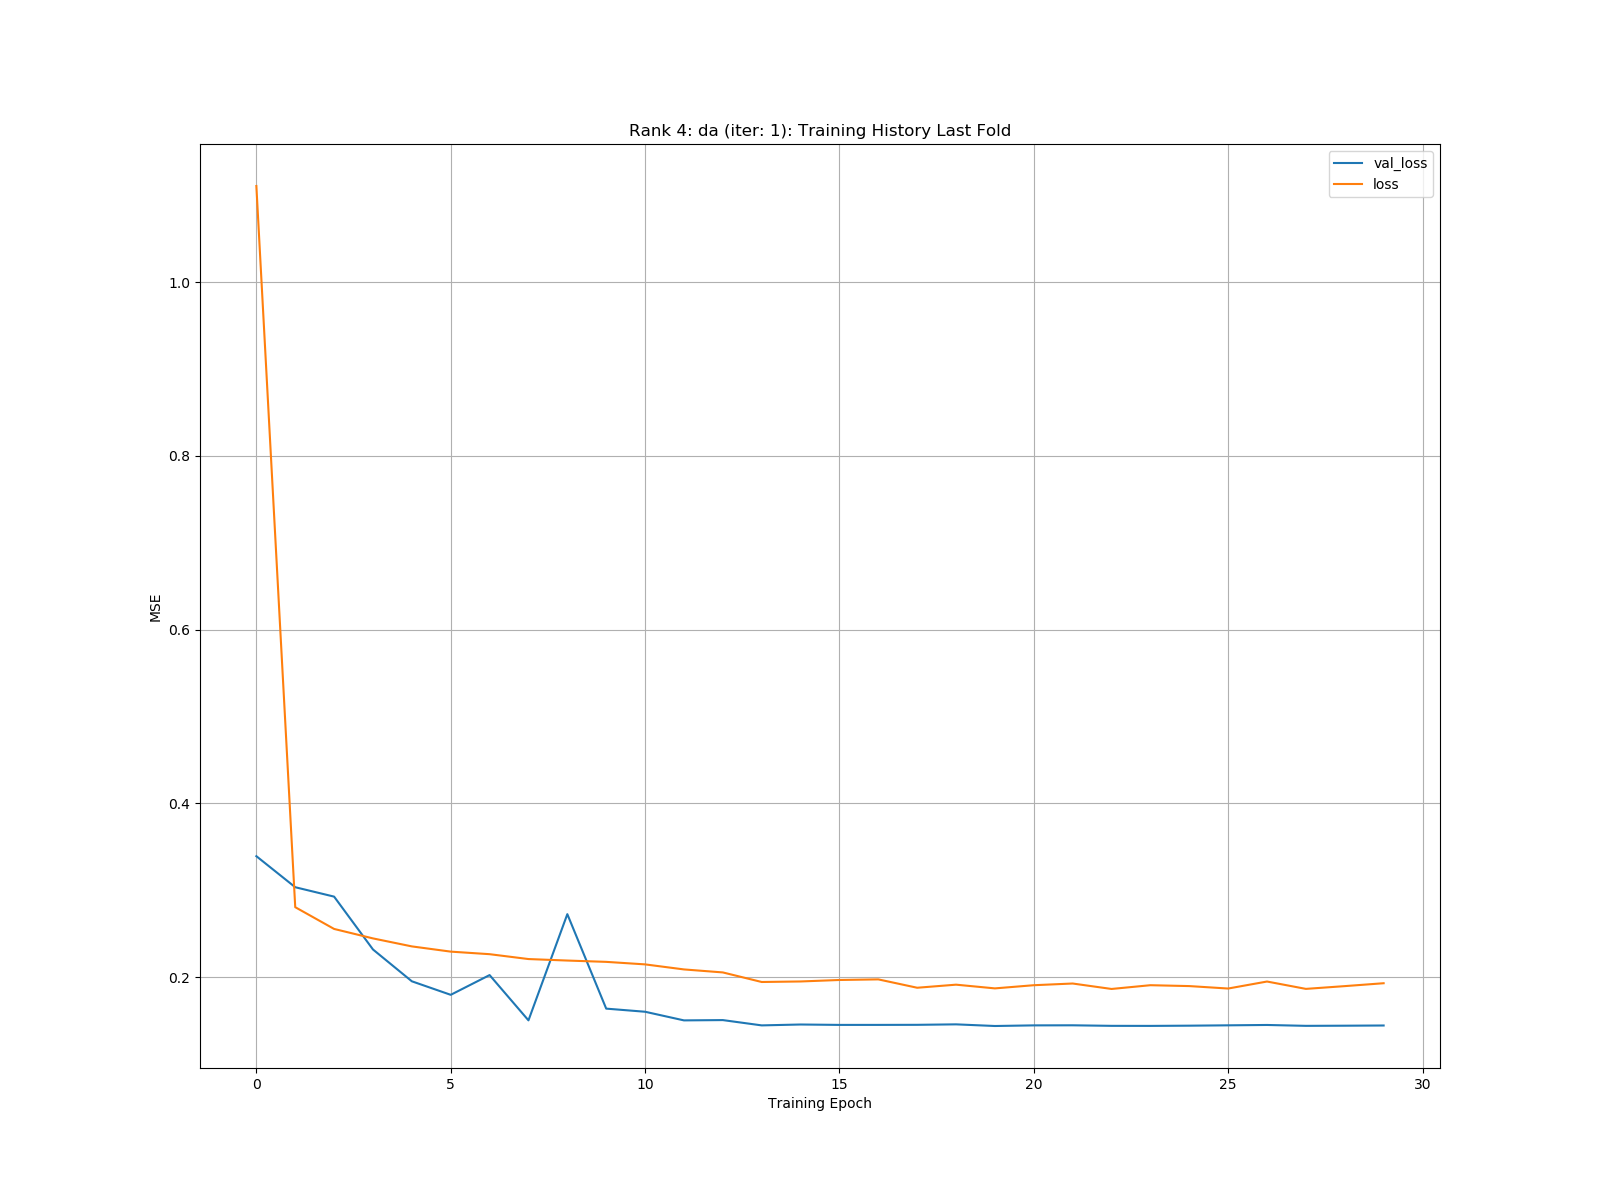 Rank 4: da (iter: 1): Training History Last Fold
val_loss
loss
1.0
0.8
0.6
0.4
0.2
MSE
0 5 10 15 20 25 30
Training Epoch